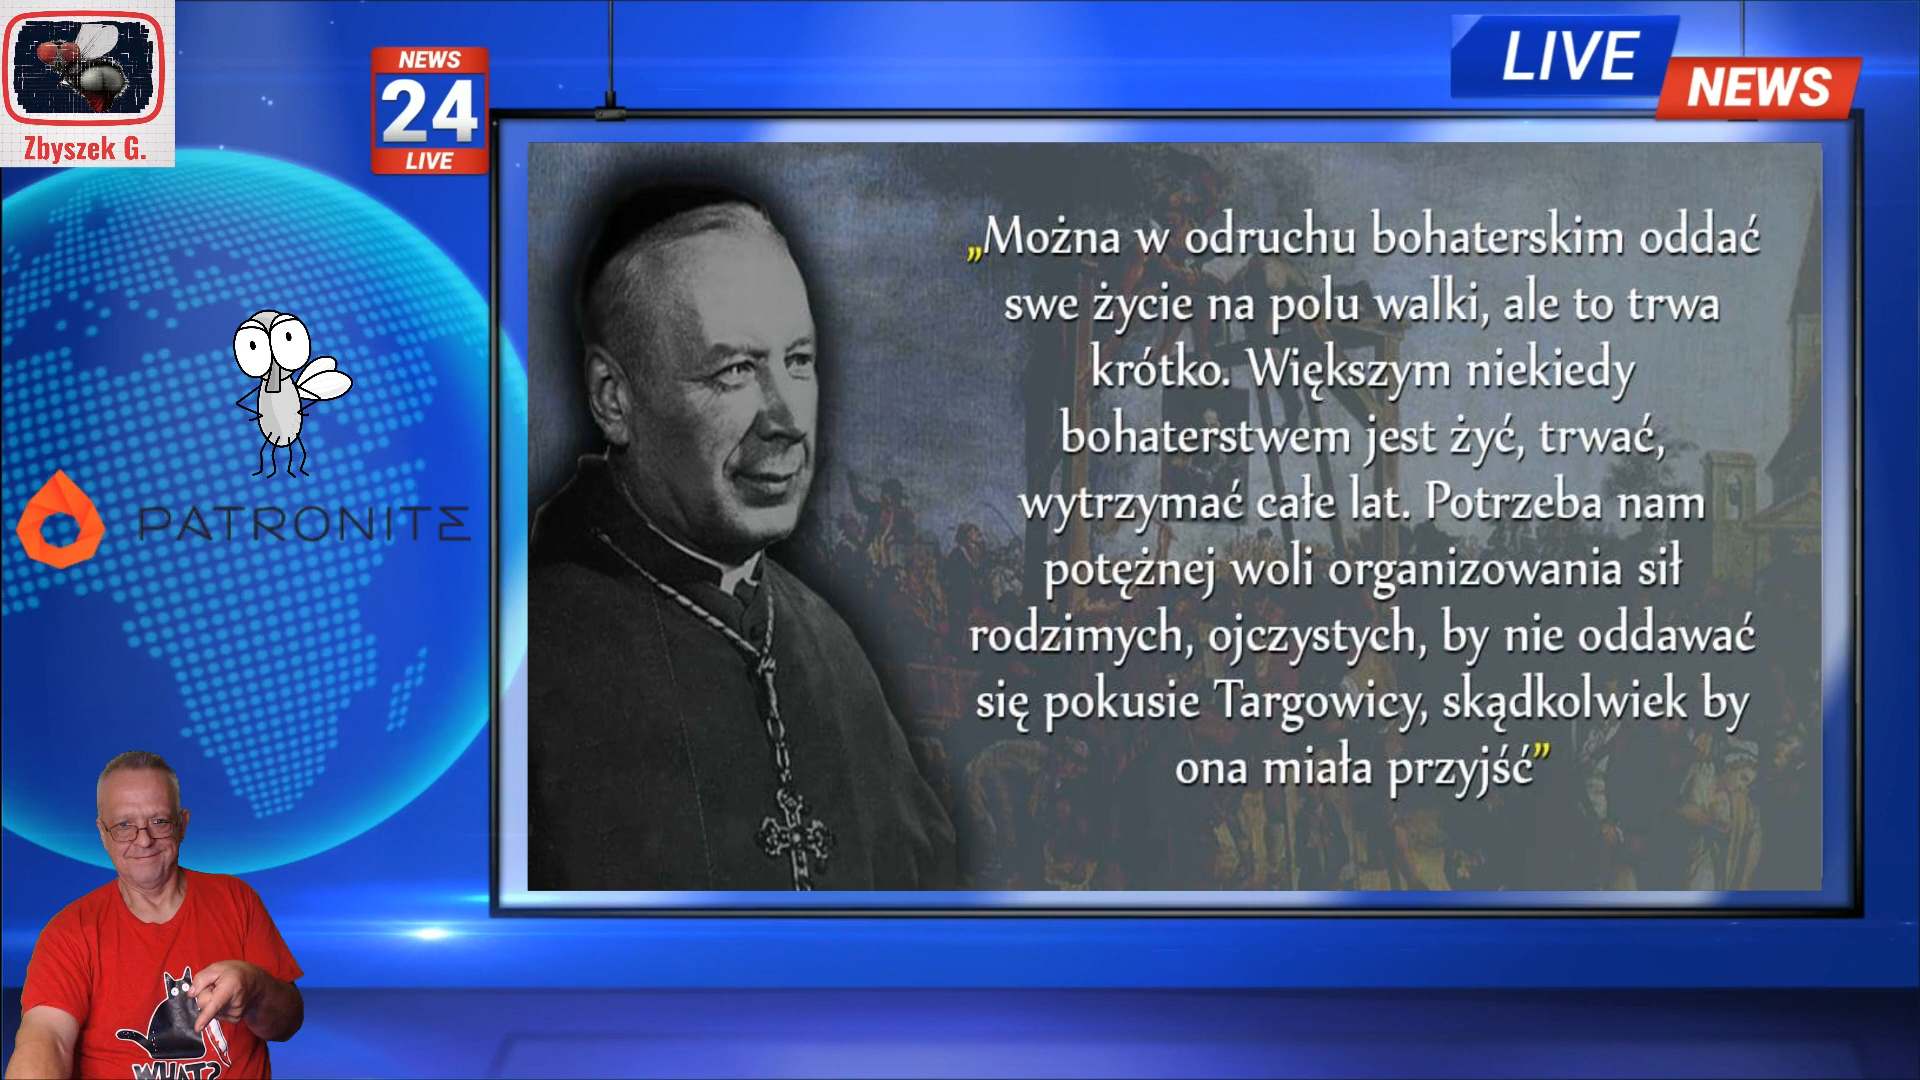 Zbyszek G.
NEWS
24
LIVE
LIVE
NEWS
„Można w odruchu bohaterskim oddać
swe życie na polu walki, ale to trwa
krótko. Większym niekiedy
bohaterstwem jest żyć, trwać,
wytrzymać całe lat. Potrzeba nam
potężnej woli organizowania sił
rodzimych, ojczystych, by nie oddawać
się pokusie Targowicy, skądkolwiek by
ona miała przyjść”
PATRONITE
WHAT?